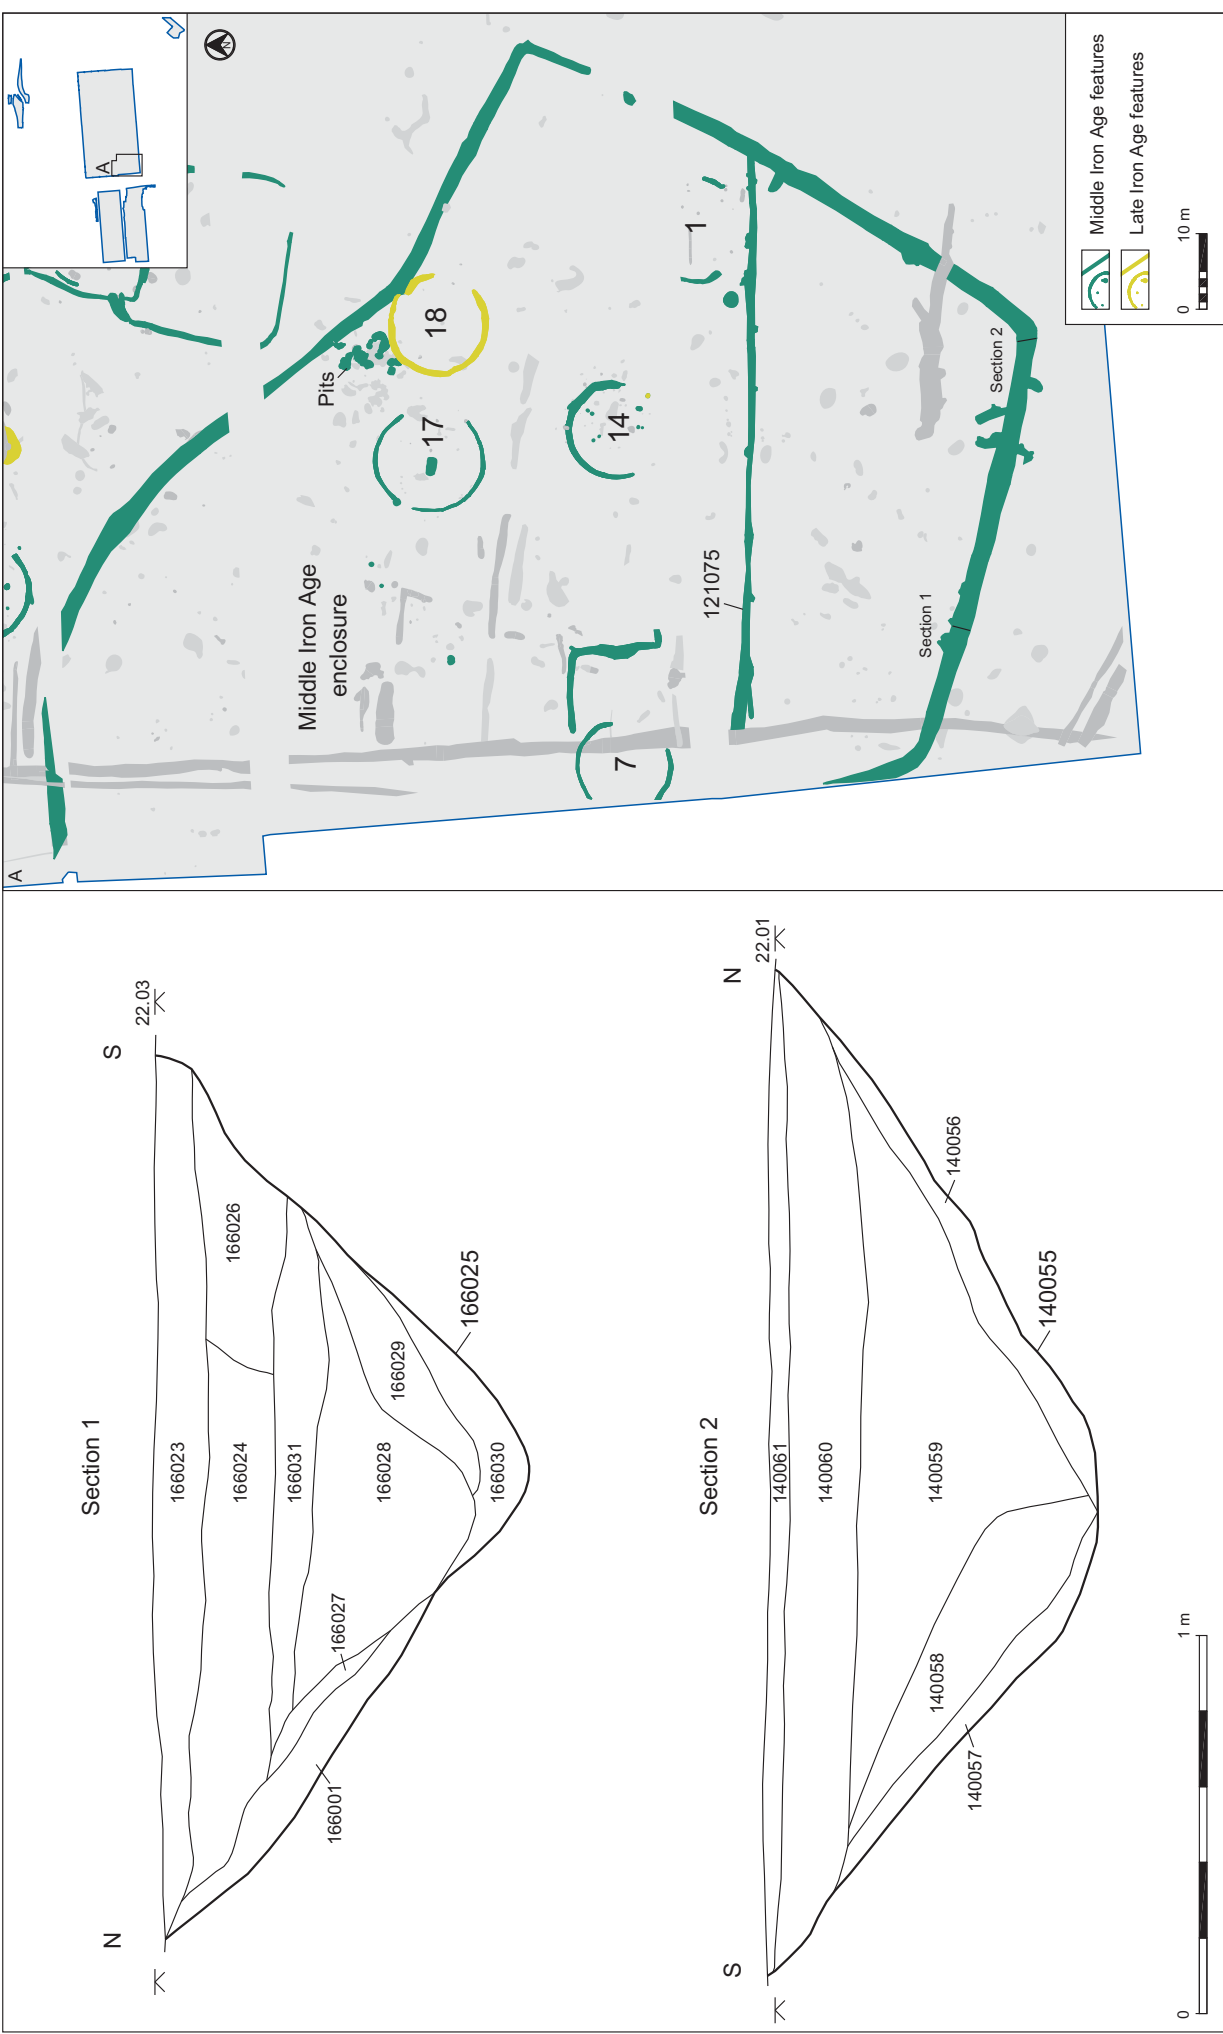 Section 1
N
S
22.03
166023
166024
166026
166031
166028
166029
166027
166030
166001
166025
Section 2
S
N
22.01
140061
140060
140059
140058
140056
140057
140055
0
1 m
A
A
N
Pits
18
17
Middle Iron Age
enclosure
14
1
7
121075
Section 1
Section 2
Middle Iron Age features
Late Iron Age features
0
10 m